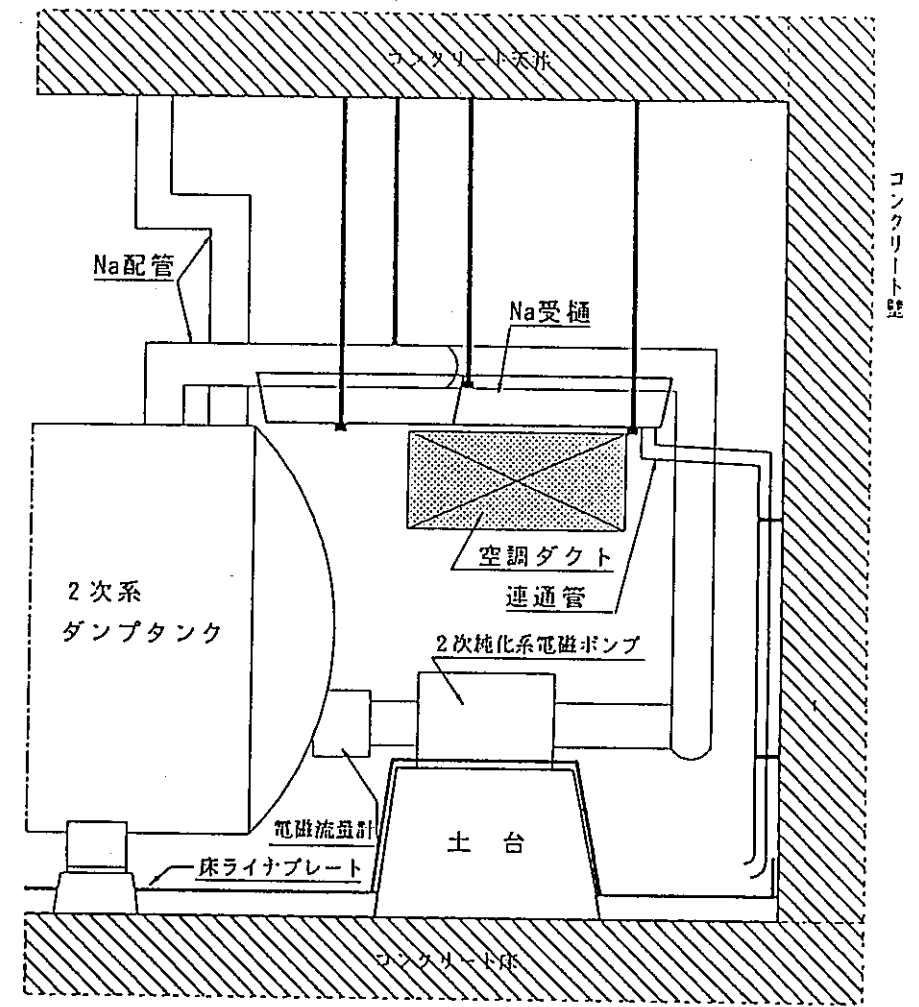 コンクリート天井
コンクリート壁
Na配管
Na受樋
空調ダクト
連通管
2次系
ダンプタンク
2次純化系電磁ポンプ
電磁流量計
土台
床ライナプレート
コンクリート床